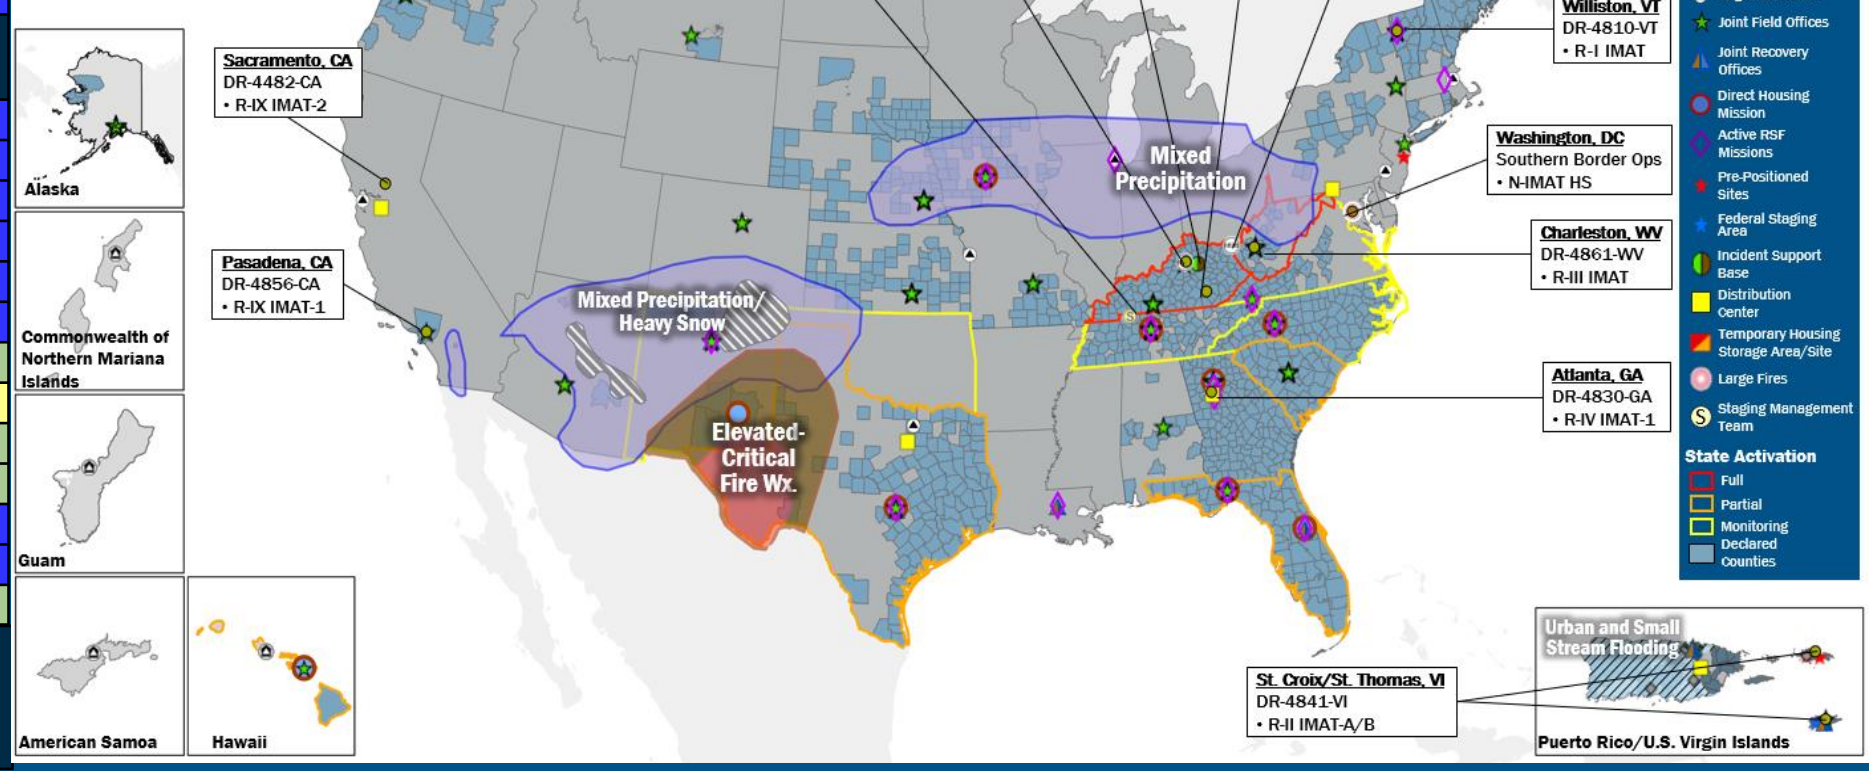 Alaska
Commonwealth of
Northern Mariana
Islands
Guam
American Samoa
Hawaii
Sacramento, CA
DR-4482-CA
• R-IX IMAT-2
Pasadena, CA
DR-4856-CA
• R-IX IMAT-1
Mixed Precipitation/
Heavy Snow
Elevated-
Critical
Fire Wx.
Mixed
Precipitation
S
Williston, VT
DR-4810-VT
• R-I IMAT
Washington, DC
Southern Border Ops
• N-IMAT HS
Charleston, WV
DR-4861-WV
• R-III IMAT
Atlanta, GA
DR-4830-GA
• R-IV IMAT-1
St. Croix/St. Thomas, VI
DR-4841-VI
• R-II IMAT-A/B
Urban and Small
Stream Flooding
Puerto Rico/U.S. Virgin Islands
Joint Field Offices
Joint Recovery
Offices
Direct Housing
Mission
Active RSF
Missions
Pre-Positioned
Sites
Federal Staging
Area
Incident Support
Base
Distribution
Center
Temporary Housing
Storage Area/Site
Large Fires
S
Staging Management
Team
State Activation
Full
Partial
Monitoring
Declared
Counties